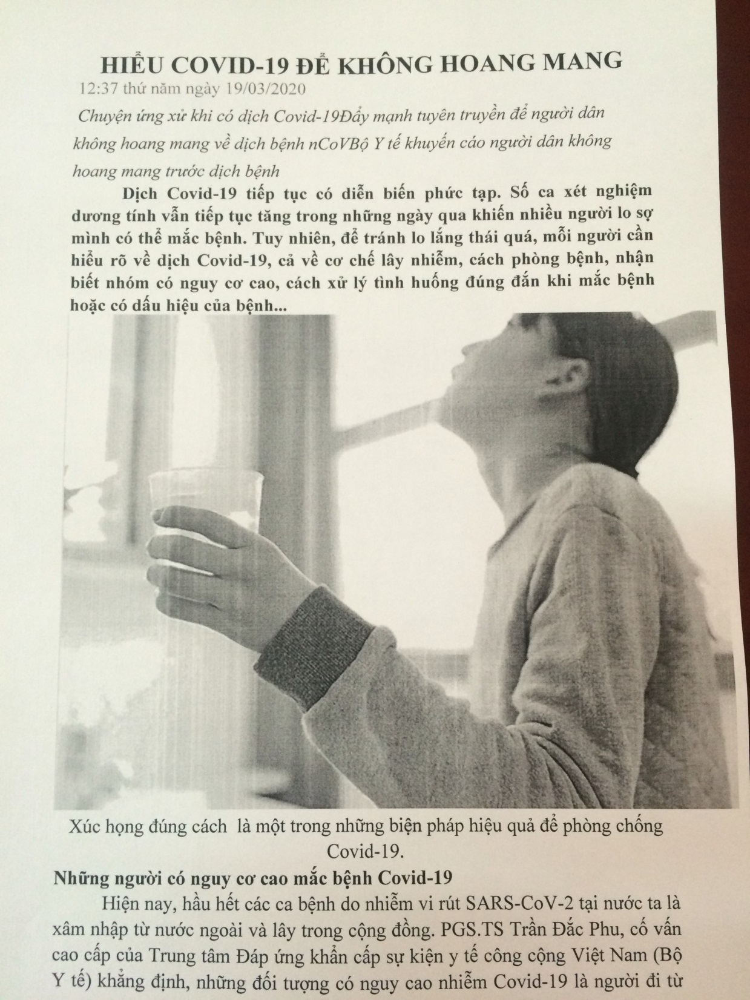 HIỂU COVID-19 ĐỂ KHÔNG HOANG MANG
12:37 thứ năm ngày 19/03/2020
Chuyện ứng xử khi có dịch Covid-19Đẩy mạnh tuyên truyền để người dân
không hoang mang về dịch bệnh nCoVBộ Y tế khuyến cáo người dân không
hoang mang trước dịch bệnh
Dịch Covid-19 tiếp tục có diễn biến phức tạp. Số ca xét nghiệm
dương tính vẫn tiếp tục tăng trong những ngày qua khiến nhiều người lo sợ
mình có thể mắc bệnh. Tuy nhiên, để tránh lo lắng thái quá, mỗi người cần
hiểu rõ về dịch Covid-19, cả về cơ chế lây nhiễm, cách phòng bệnh, nhận
biết nhóm có nguy cơ cao, cách xử lý tình huống đúng đắn khi mắc bệnh
hoặc có dấu hiệu của bệnh...
Xúc họng đúng cách là một trong những biện pháp hiệu quả để phòng chống
Covid-19.
Những người có nguy cơ cao mắc bệnh Covid-19
Hiện nay, hầu hết các ca bệnh do nhiễm vi rút SARS-CoV-2 tại nước ta là
xâm nhập từ nước ngoài và lây trong cộng đồng. PGS.TS Trần Đắc Phu, cố vấn
cao cấp của Trung tâm Đáp ứng khẩn cấp sự kiện y tế công cộng Việt Nam (Bộ
Y tế) khẳng định, những đối tượng có nguy cao nhiễm Covid-19 là người đi từ